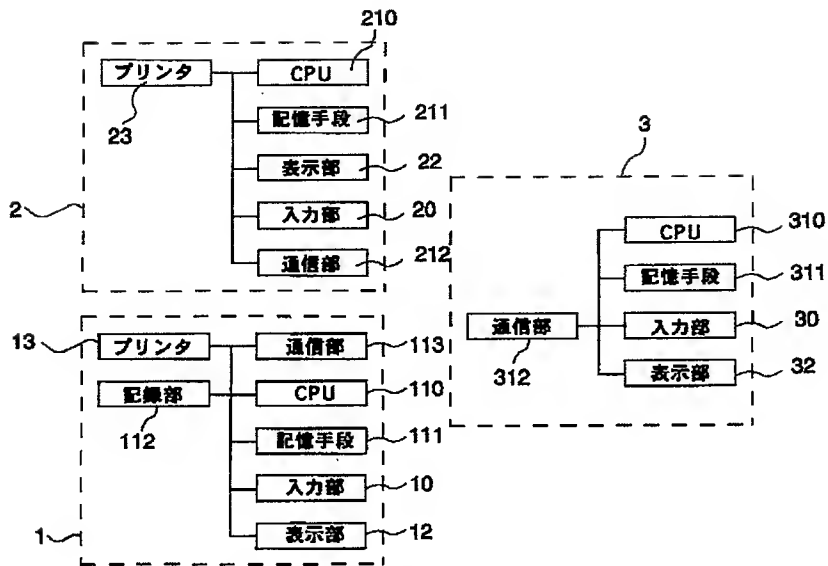 210
プリンタ CPU
23
記憶手段 211
表示部 22
2
入力部 20
通信部 212
3
CPU 310
記憶手段 311
通信部 入力部 30
312
表示部 32
13 プリンタ 通信部 113
記録部 CPU 110
112
記憶手段 111
入力部 10
1
表示部 12